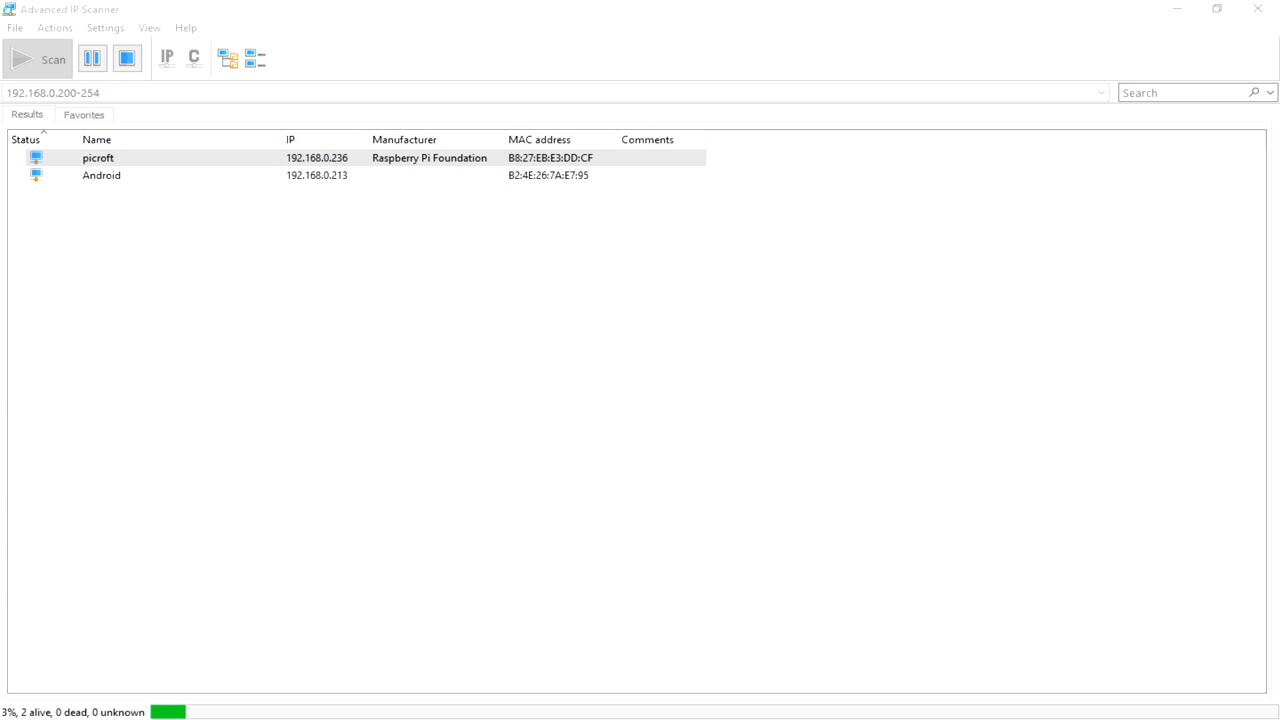 Advanced IP Scanner
File Actions Settings View Help
Scan IP C
192.168.0.200-254 Search
Results Favorites
Status Name IP Manufacturer MAC address Comments
picroft 192.168.0.236 Raspberry Pi Foundation B8:27:EB:E3:DD:CF
Android 192.168.0.213 B2:4E:26:7A:E7:95
3%, 2 alive, 0 dead, 0 unknown